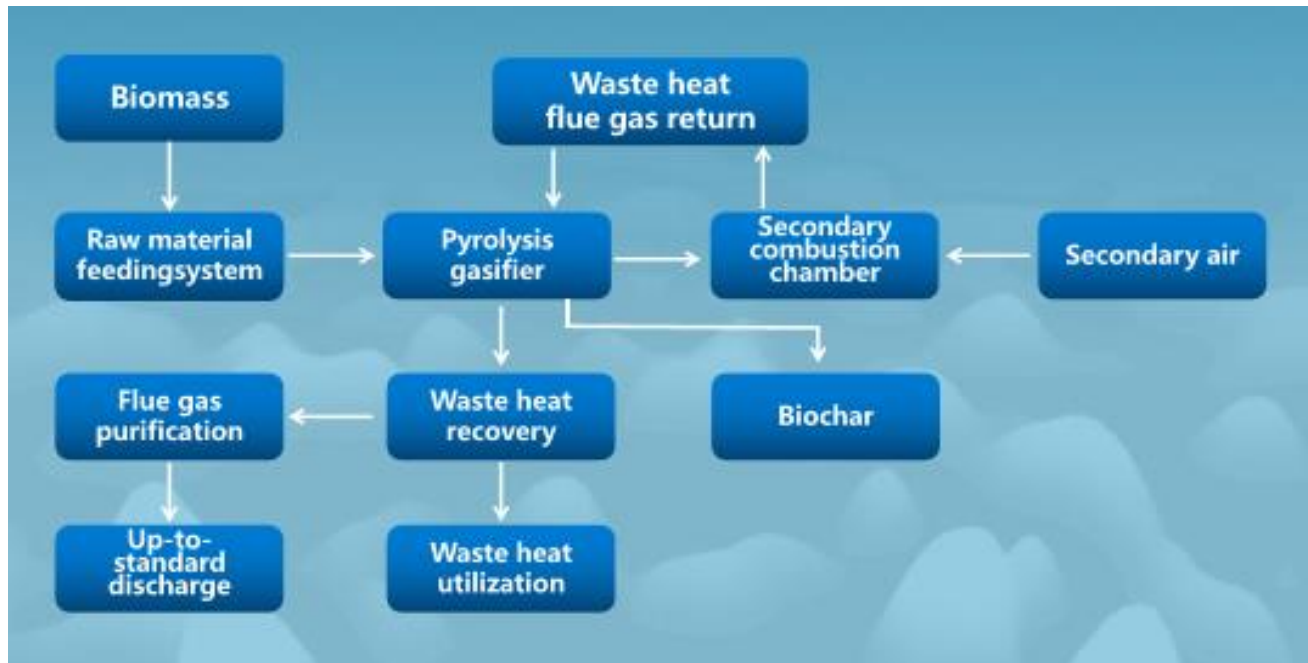 Biomass
Waste heat
flue gas return
Raw material
feedingsystem
Pyrolysis
gasifier
Secondary
combustion
chamber
Secondary air
Flue gas
purification
Waste heat
recovery
Biochar
Up-to-
standard
discharge
Waste heat
utilization